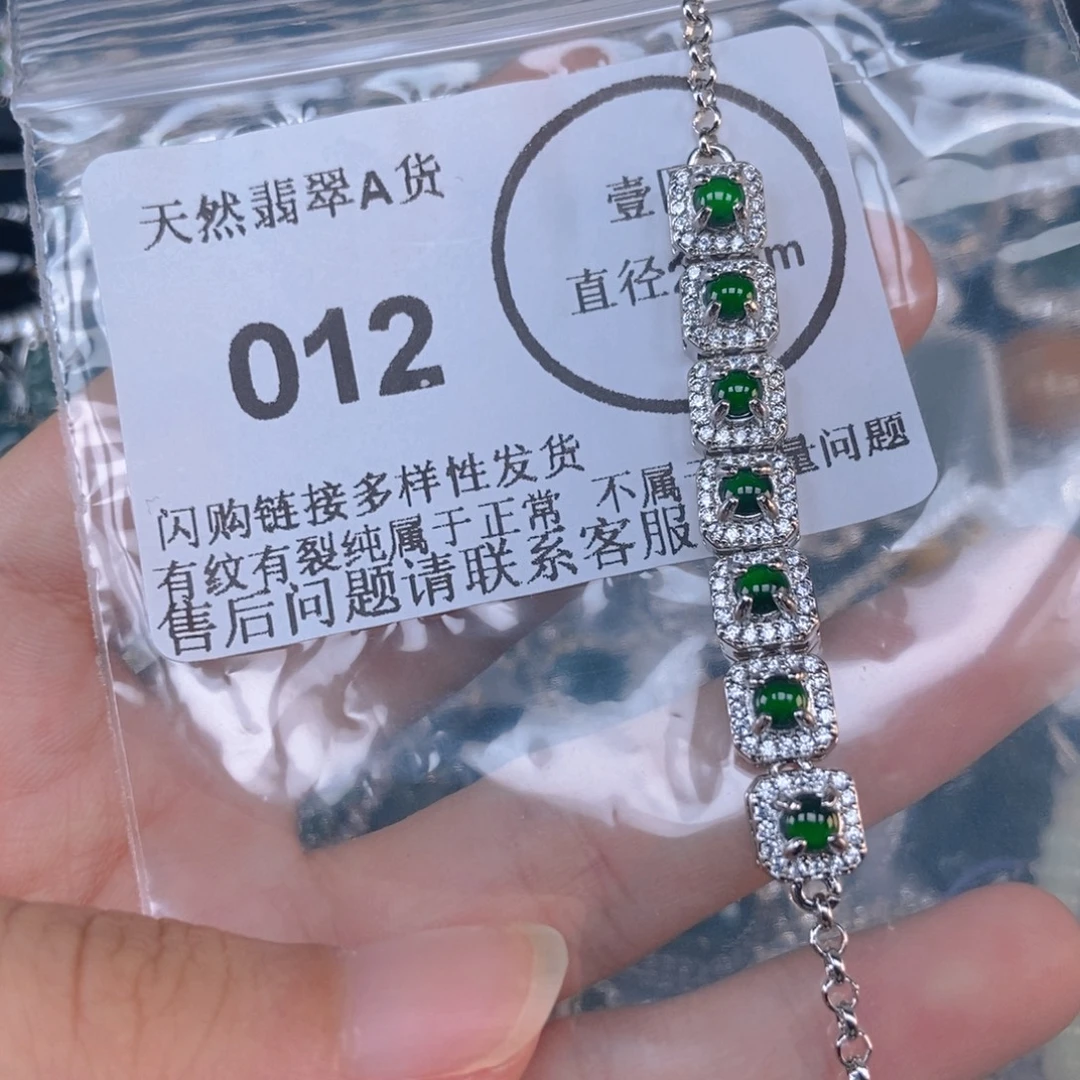 天然翡翠A货
012
壹
直径2 m
闪购链接多样性发货
有纹有裂纯属于正常 不属 量问题
售后问题请联系客服